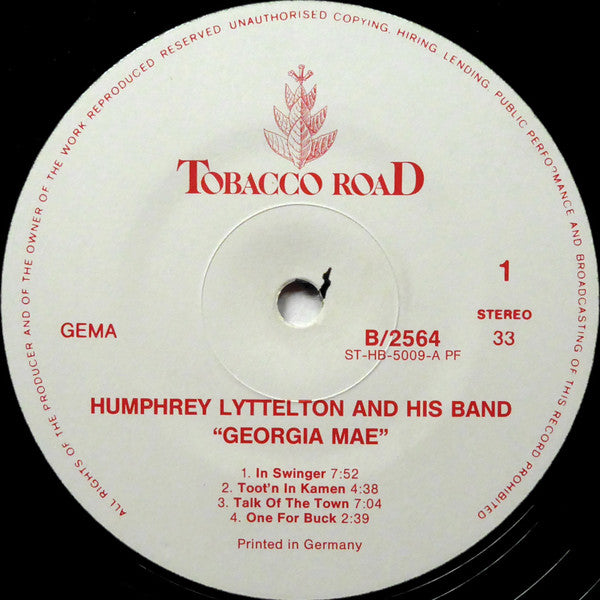 ALL RIGHTS OF THE PRODUCER AND OF THE OWNER OF THE WORK REPRODUCED RESERVED UNAUTHORISED COPYING, HIRING, LENDING, PUBLIC PERFORMANCE AND BROADCASTING OF THIS RECORD PROHIBITED
TOBACCO ROAD
1
STEREO
GEMA
B/2564
33
ST-HB-5009-A PF
HUMPHREY LYTTELTON AND HIS BAND
“GEORGIA MAE”
1. In Swinger 7:52
2. Toot'n In Kamen 4:38
3. Talk Of The Town 7:04
4. One For Buck 2:39
Printed in Germany